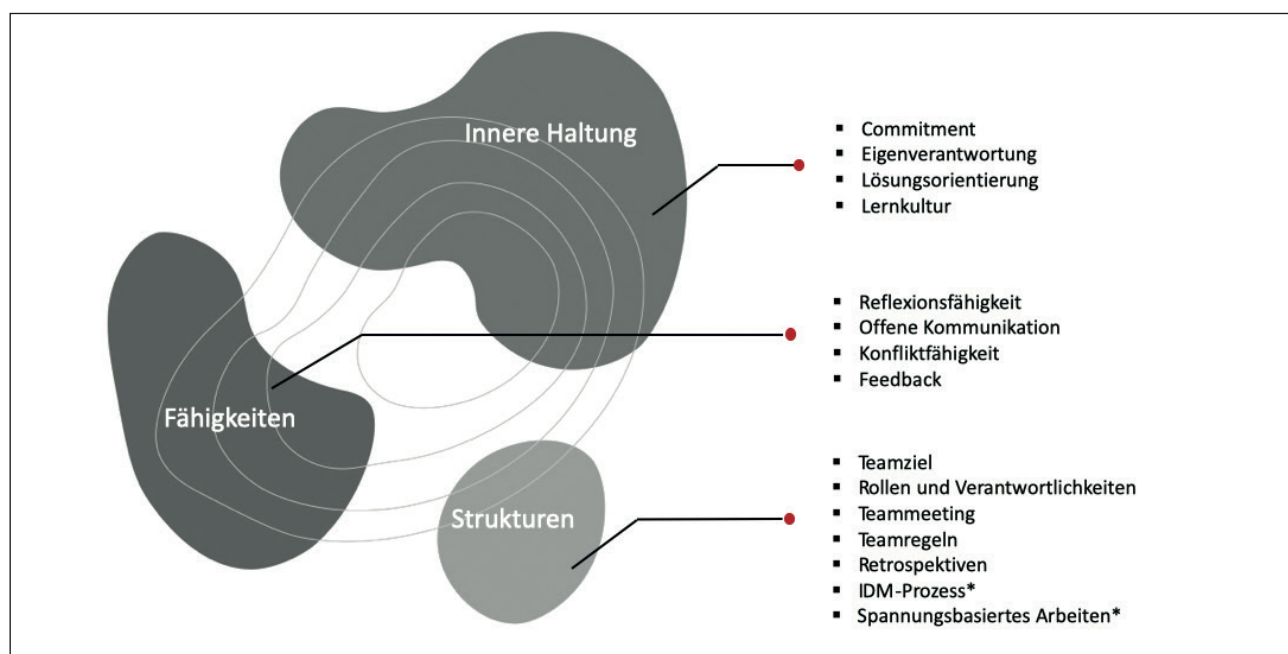 Innere Haltung
▪ Commitment
▪ Eigenverantwortung
▪ Lösungsorientierung
▪ Lernkultur
Fähigkeiten
▪ Reflexionsfähigkeit
▪ Offene Kommunikation
▪ Konfliktfähigkeit
▪ Feedback
Strukturen
▪ Teamziel
▪ Rollen und Verantwortlichkeiten
▪ Teammeeting
▪ Teamregeln
▪ Retrospektiven
▪ IDM-Prozess*
▪ Spannungsbasiertes Arbeiten*